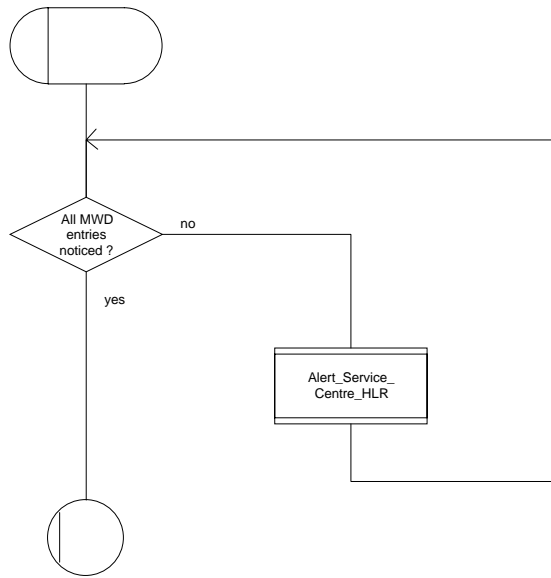 All MWD
entries
noticed ?
no
yes
Alert_Service_
Centre_HLR